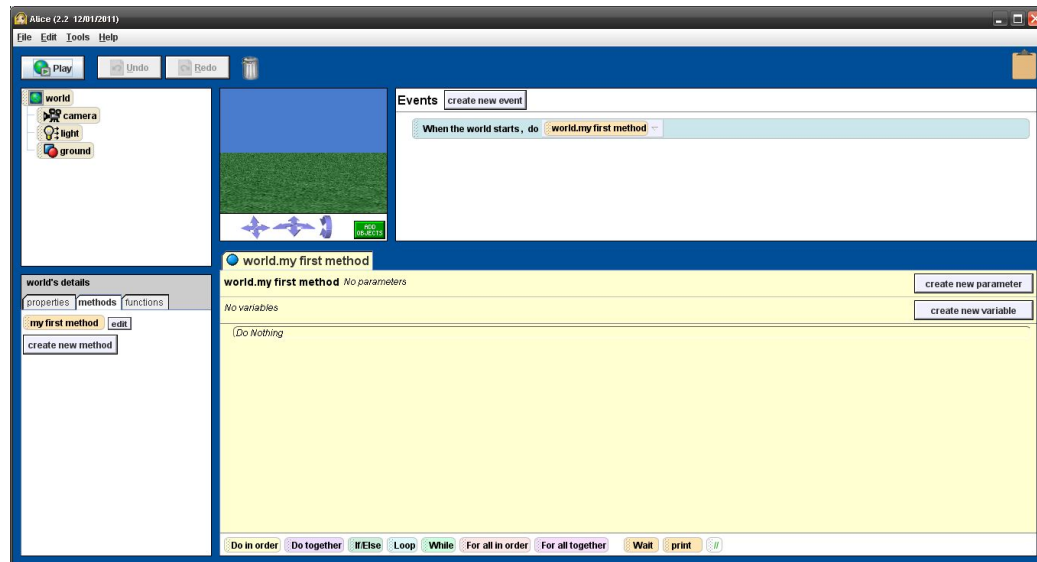 Alice (2.2 12/01/2011)
File Edit Tools Help
Play Undo Redo
world
camera
light
ground
ADD
OBJECTS
Events create new event
When the world starts, do world.my first method
world's details
properties methods functions
my first method edit
create new method
world.my first method
world.my first method No parameters create new parameter
No variables create new variable
(Do Nothing
Do in order Do together If/Else Loop While For all in order For all together Wait print //